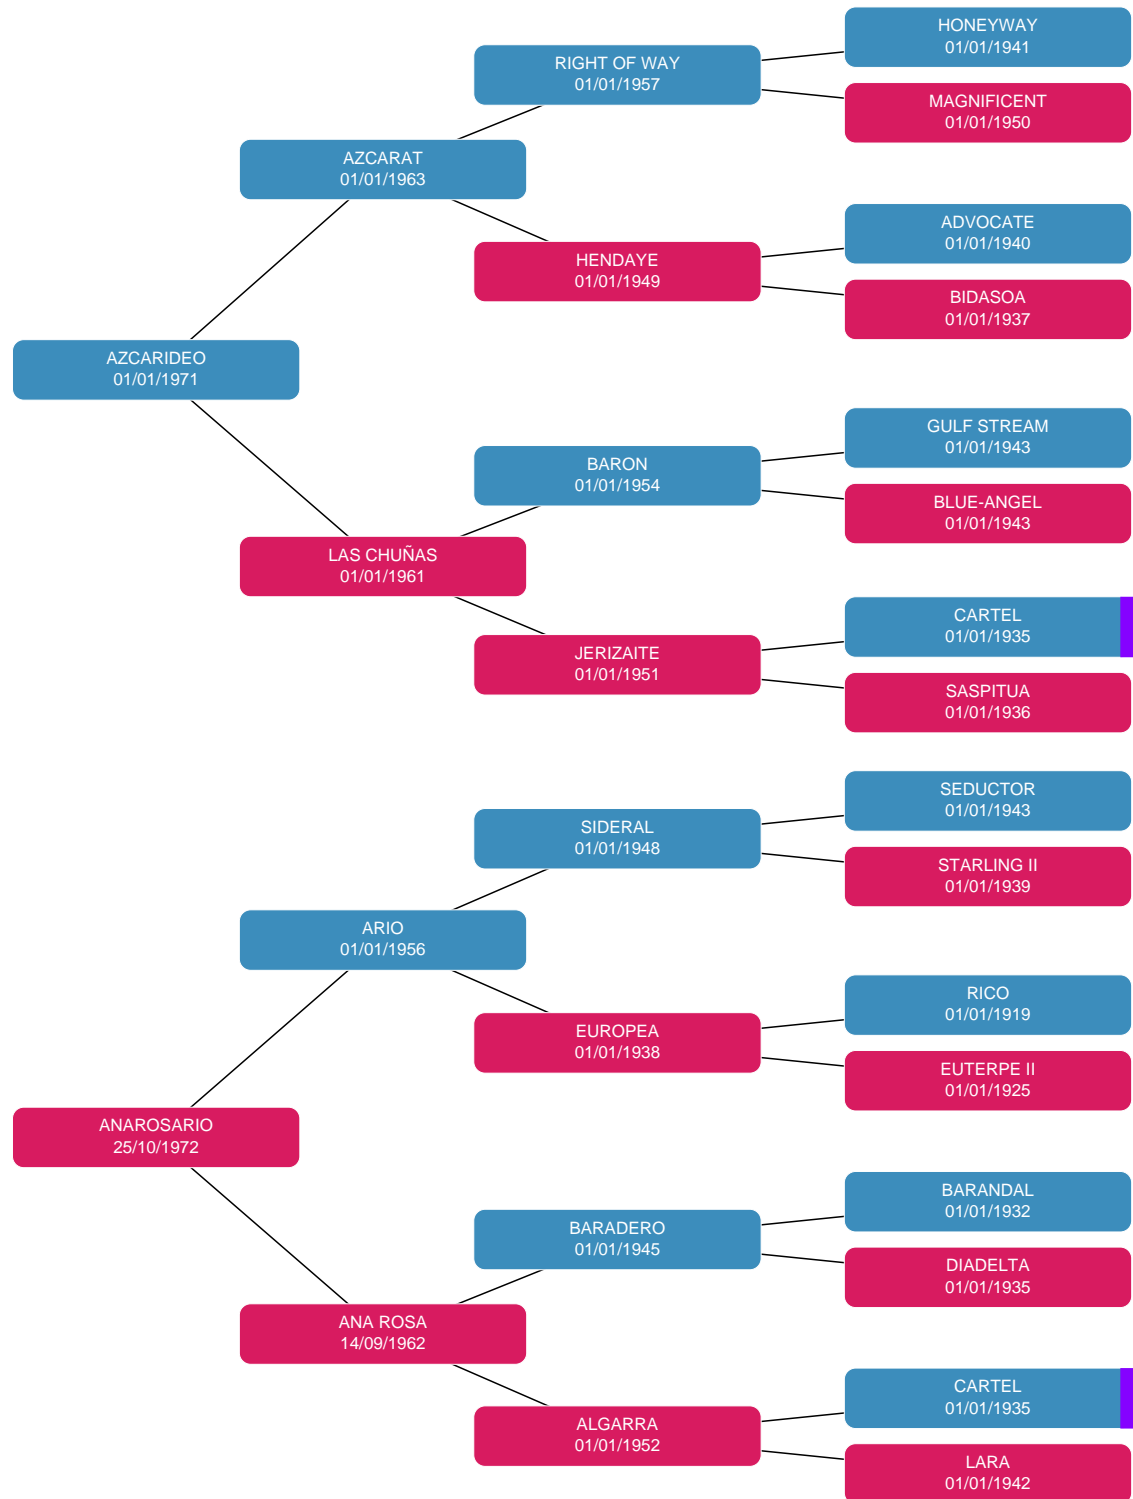 HONEYWAY
01/01/1941
RIGHT OF WAY
01/01/1957
MAGNIFICENT
01/01/1950
AZCARAT
01/01/1963
ADVOCATE
01/01/1940
HENDAYE
01/01/1949
BIDASOA
01/01/1937
AZCARIDEO
01/01/1971
GULF STREAM
01/01/1943
BARON
01/01/1954
BLUE-ANGEL
01/01/1943
LAS CHUÑAS
01/01/1961
CARTEL
01/01/1935
JERIZAITE
01/01/1951
SASPITUA
01/01/1936
SEDUCTOR
01/01/1943
SIDERAL
01/01/1948
STARLING II
01/01/1939
ARIO
01/01/1956
RICO
01/01/1919
EUROPEA
01/01/1938
EUTERPE II
01/01/1925
ANAROSARIO
25/10/1972
BARANDAL
01/01/1932
BARADERO
01/01/1945
DIADELTA
01/01/1935
ANA ROSA
14/09/1962
CARTEL
01/01/1935
ALGARRA
01/01/1952
LARA
01/01/1942